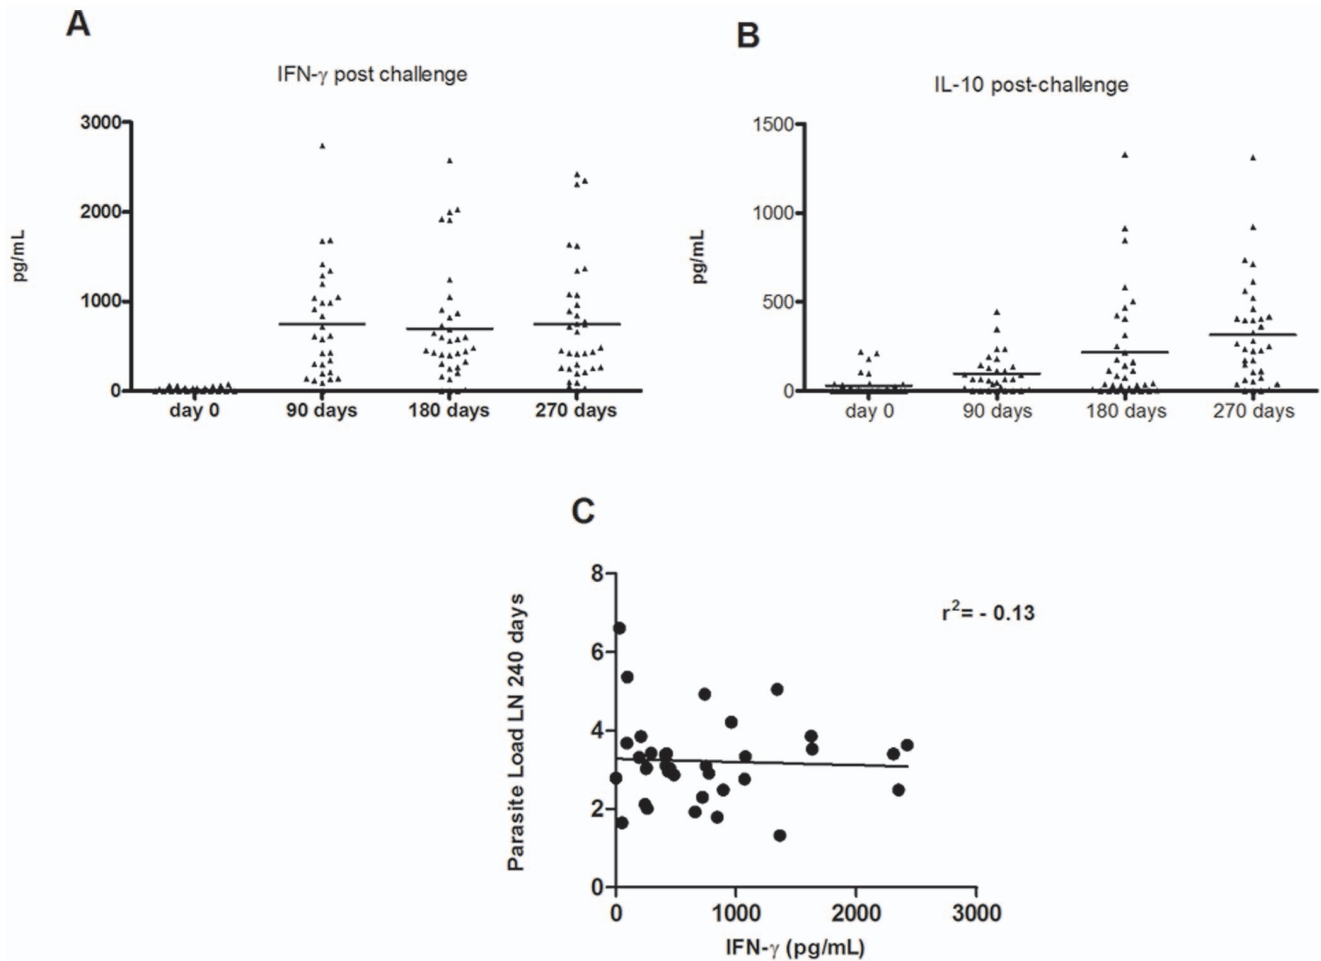 A
IFN-γ post challenge
pg/mL
3000
2000
1000
0
day 0 90 days 180 days 270 days
B
IL-10 post-challenge
pg/mL
1500
1000
500
0
day 0 90 days 180 days 270 days
C
Parasite Load LN 240 days
8
6
4
2
0
r²= - 0.13
0 1000 2000 3000
IFN-γ (pg/mL)